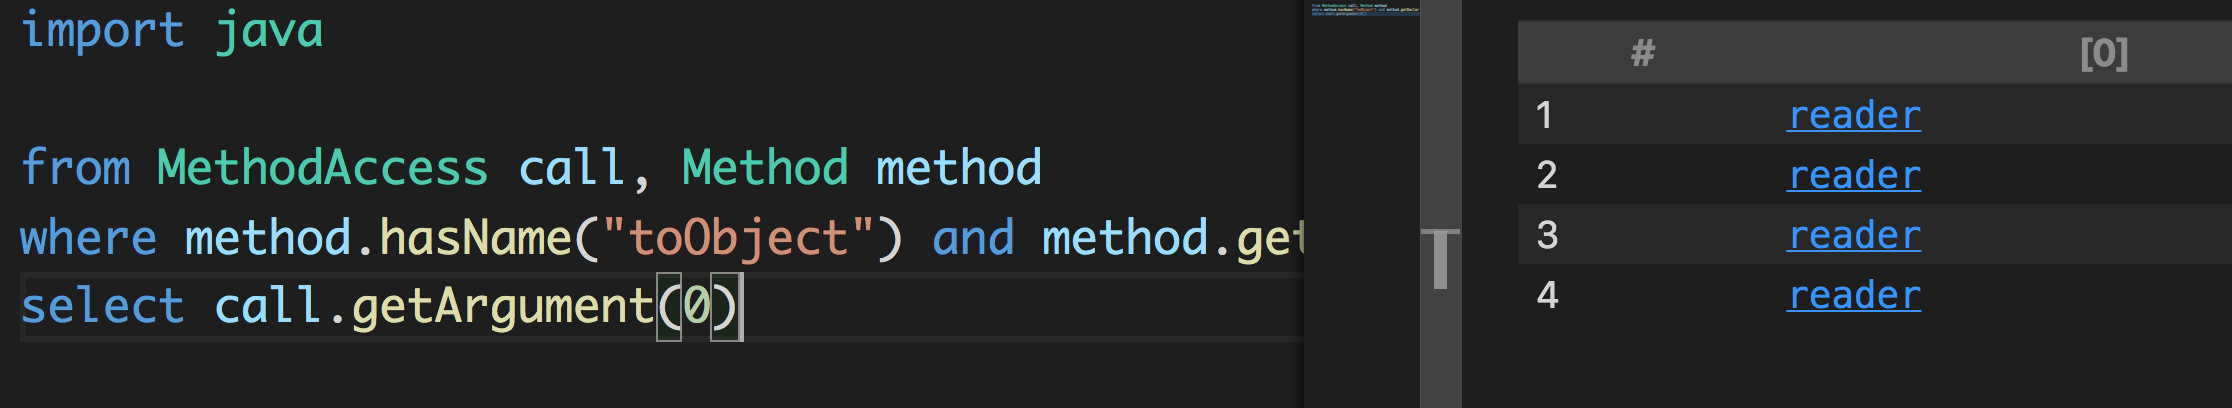 import java
from MethodAccess call, Method method
where method.hasName("toObject") and method.get
select call.getArgument(0)
# [0]
1 reader
2 reader
3 reader
4 reader